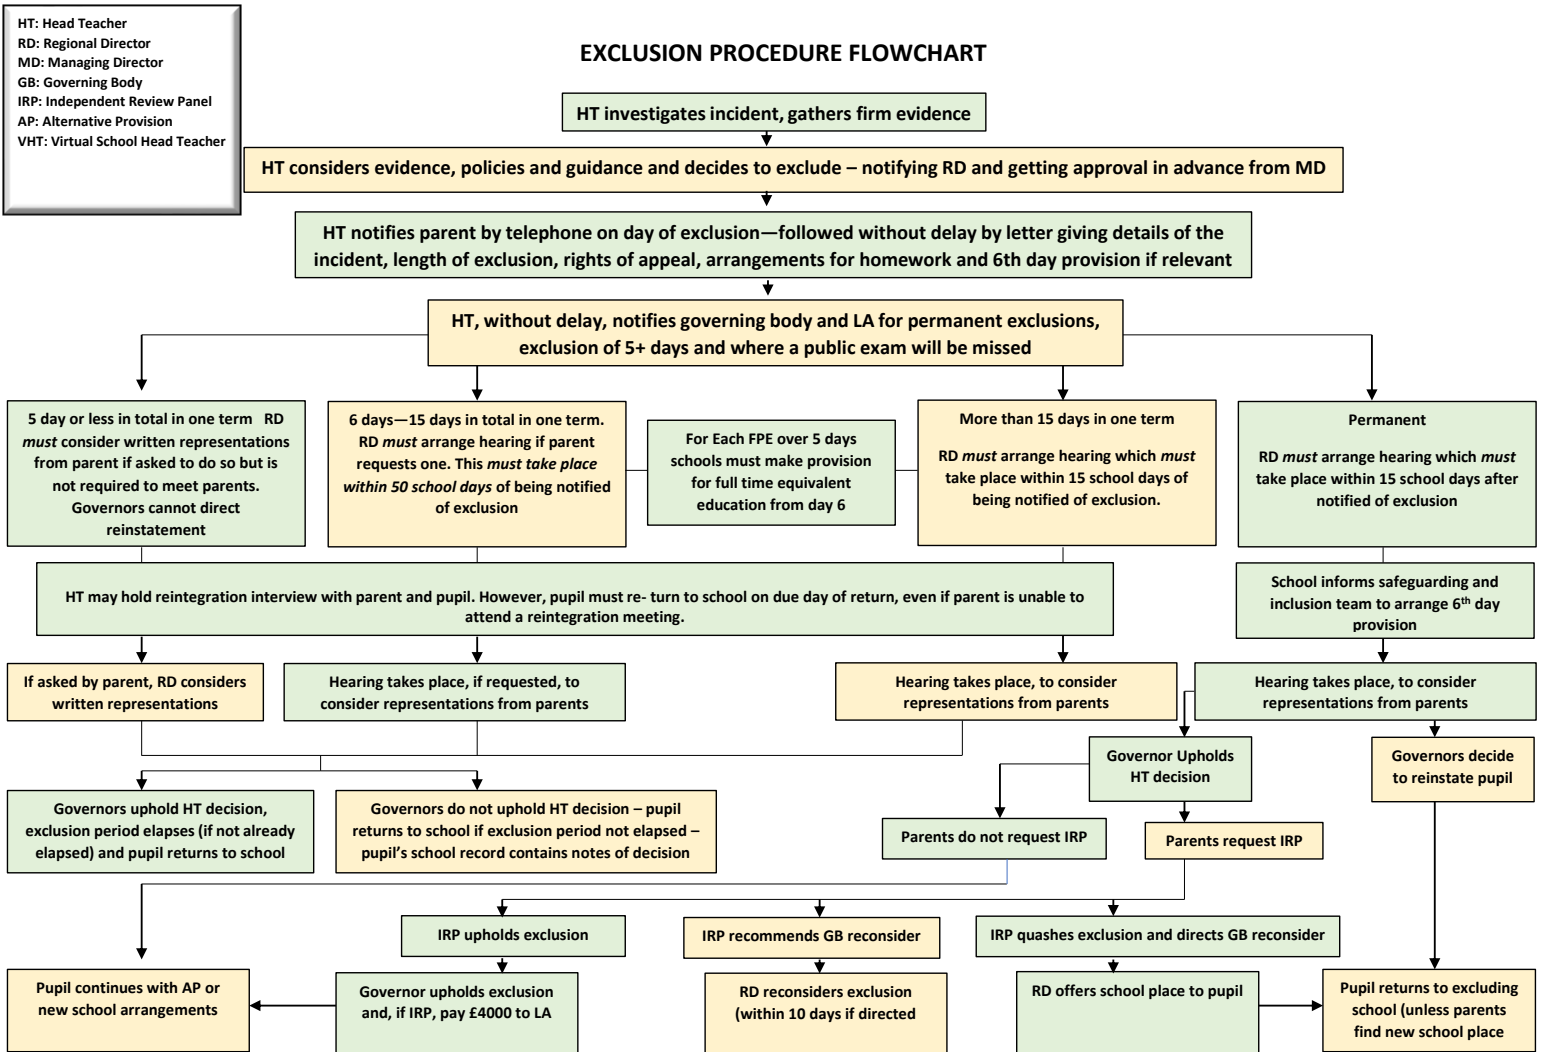 HT: Head Teacher
RD: Regional Director
MD: Managing Director
GB: Governing Body
IRP: Independent Review Panel
AP: Alternative Provision
VHT: Virtual School Head Teacher
EXCLUSION PROCEDURE FLOWCHART
HT investigates incident, gathers firm evidence
HT considers evidence, policies and guidance and decides to exclude – notifying RD and getting approval in advance from MD
HT notifies parent by telephone on day of exclusion—followed without delay by letter giving details of the
incident, length of exclusion, rights of appeal, arrangements for homework and 6th day provision if relevant
HT, without delay, notifies governing body and LA for permanent exclusions,
exclusion of 5+ days and where a public exam will be missed
5 day or less in total in one term RD
must consider written representations
from parent if asked to do so but is
not required to meet parents.
Governors cannot direct
reinstatement
6 days—15 days in total in one term.
RD must arrange hearing if parent
requests one. This must take place
within 50 school days of being notified
of exclusion
For Each FPE over 5 days
schools must make provision
for full time equivalent
education from day 6
More than 15 days in one term
RD must arrange hearing which must
take place within 15 school days of
being notified of exclusion.
Permanent
RD must arrange hearing which must
take place within 15 school days after
notified of exclusion
HT may hold reintegration interview with parent and pupil. However, pupil must re- turn to school on due day of return, even if parent is unable to
attend a reintegration meeting.
School informs safeguarding and
inclusion team to arrange 6th day
provision
If asked by parent, RD considers
written representations
Hearing takes place, if requested, to
consider representations from parents
Hearing takes place, to consider
representations from parents
Hearing takes place, to consider
representations from parents
Governor Upholds
HT decision
Governors decide
to reinstate pupil
Governors uphold HT decision,
exclusion period elapses (if not already
elapsed) and pupil returns to school
Governors do not uphold HT decision – pupil
returns to school if exclusion period not elapsed –
pupil's school record contains notes of decision
Parents do not request IRP
Parents request IRP
IRP upholds exclusion
IRP recommends GB reconsider
IRP quashes exclusion and directs GB reconsider
Pupil continues with AP or
new school arrangements
Governor upholds exclusion
and, if IRP, pay £4000 to LA
RD reconsiders exclusion
(within 10 days if directed
RD offers school place to pupil
Pupil returns to excluding
school (unless parents
find new school place